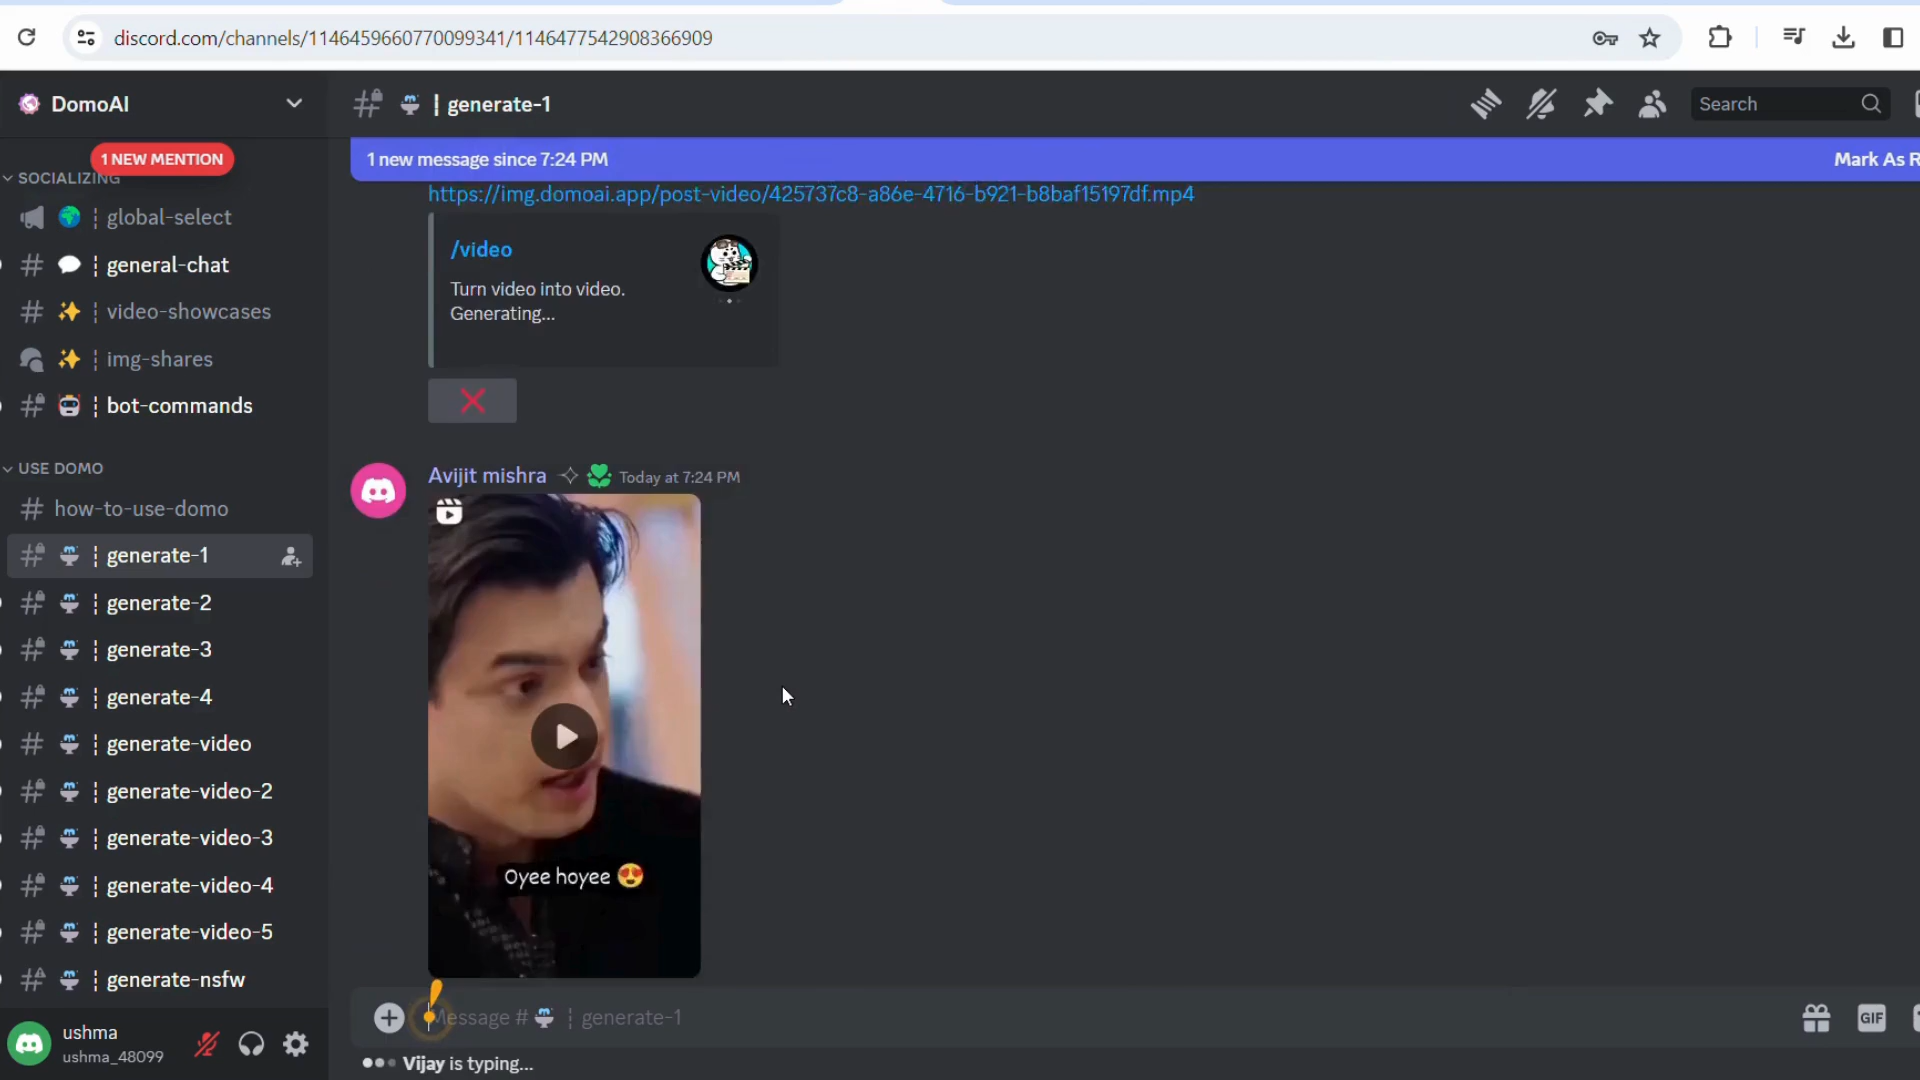 discord.com/channels/1146459660770099341/1146477542908366909
DomoAI
1 NEW MENTION
SOCIALIZING
global-select
general-chat
video-showcases
img-shares
bot-commands
USE DOMO
how-to-use-domo
generate-1
generate-2
generate-3
generate-4
generate-video
generate-video-2
generate-video-3
generate-video-4
generate-video-5
generate-nsfw
ushma
ushma_48099
generate-1
Search
1 new message since 7:24 PM
Mark As R
https://img.domoai.app/post-video/425737c8-a86e-4716-b921-b8baf15197df.mp4
/video
Turn video into video.
Generating...
Avijit mishra Today at 7:24 PM
Oyee hoyee 😍
Message # generate-1
GIF
Vijay is typing...